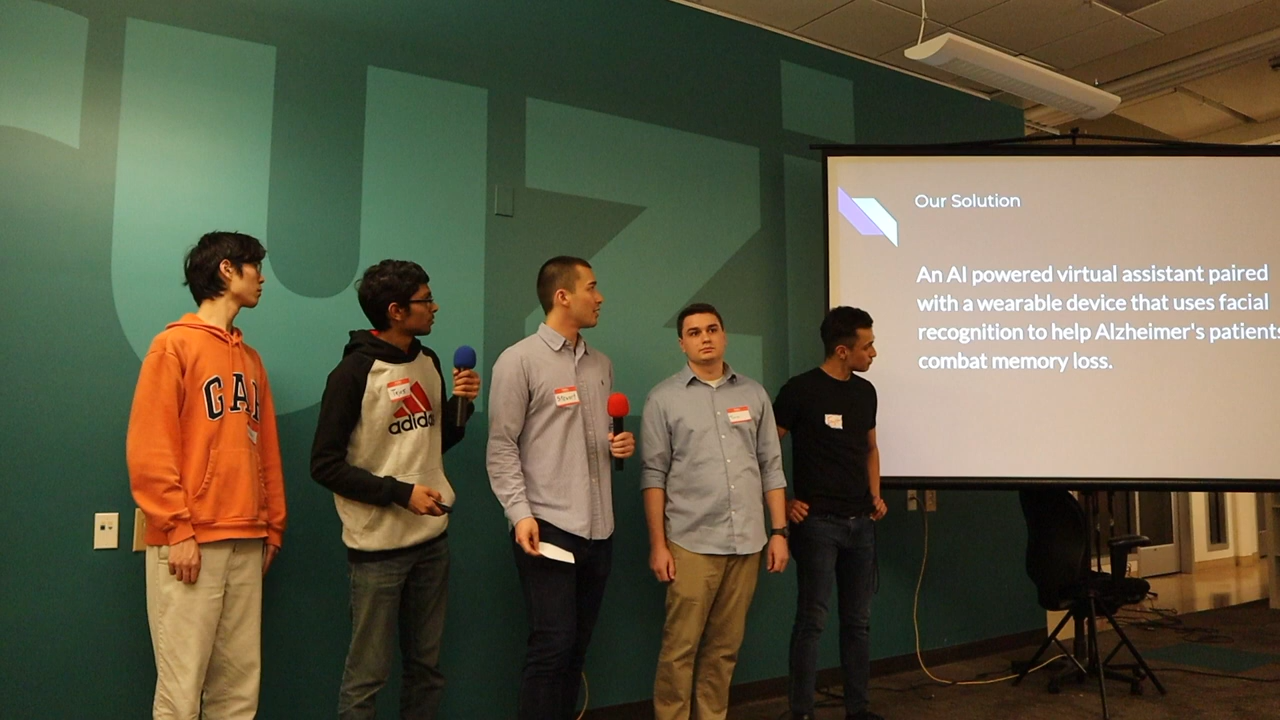 uzi
Our Solution
An AI powered virtual assistant paired
with a wearable device that uses facial
recognition to help Alzheimer's patients
combat memory loss.
GAP
adidas